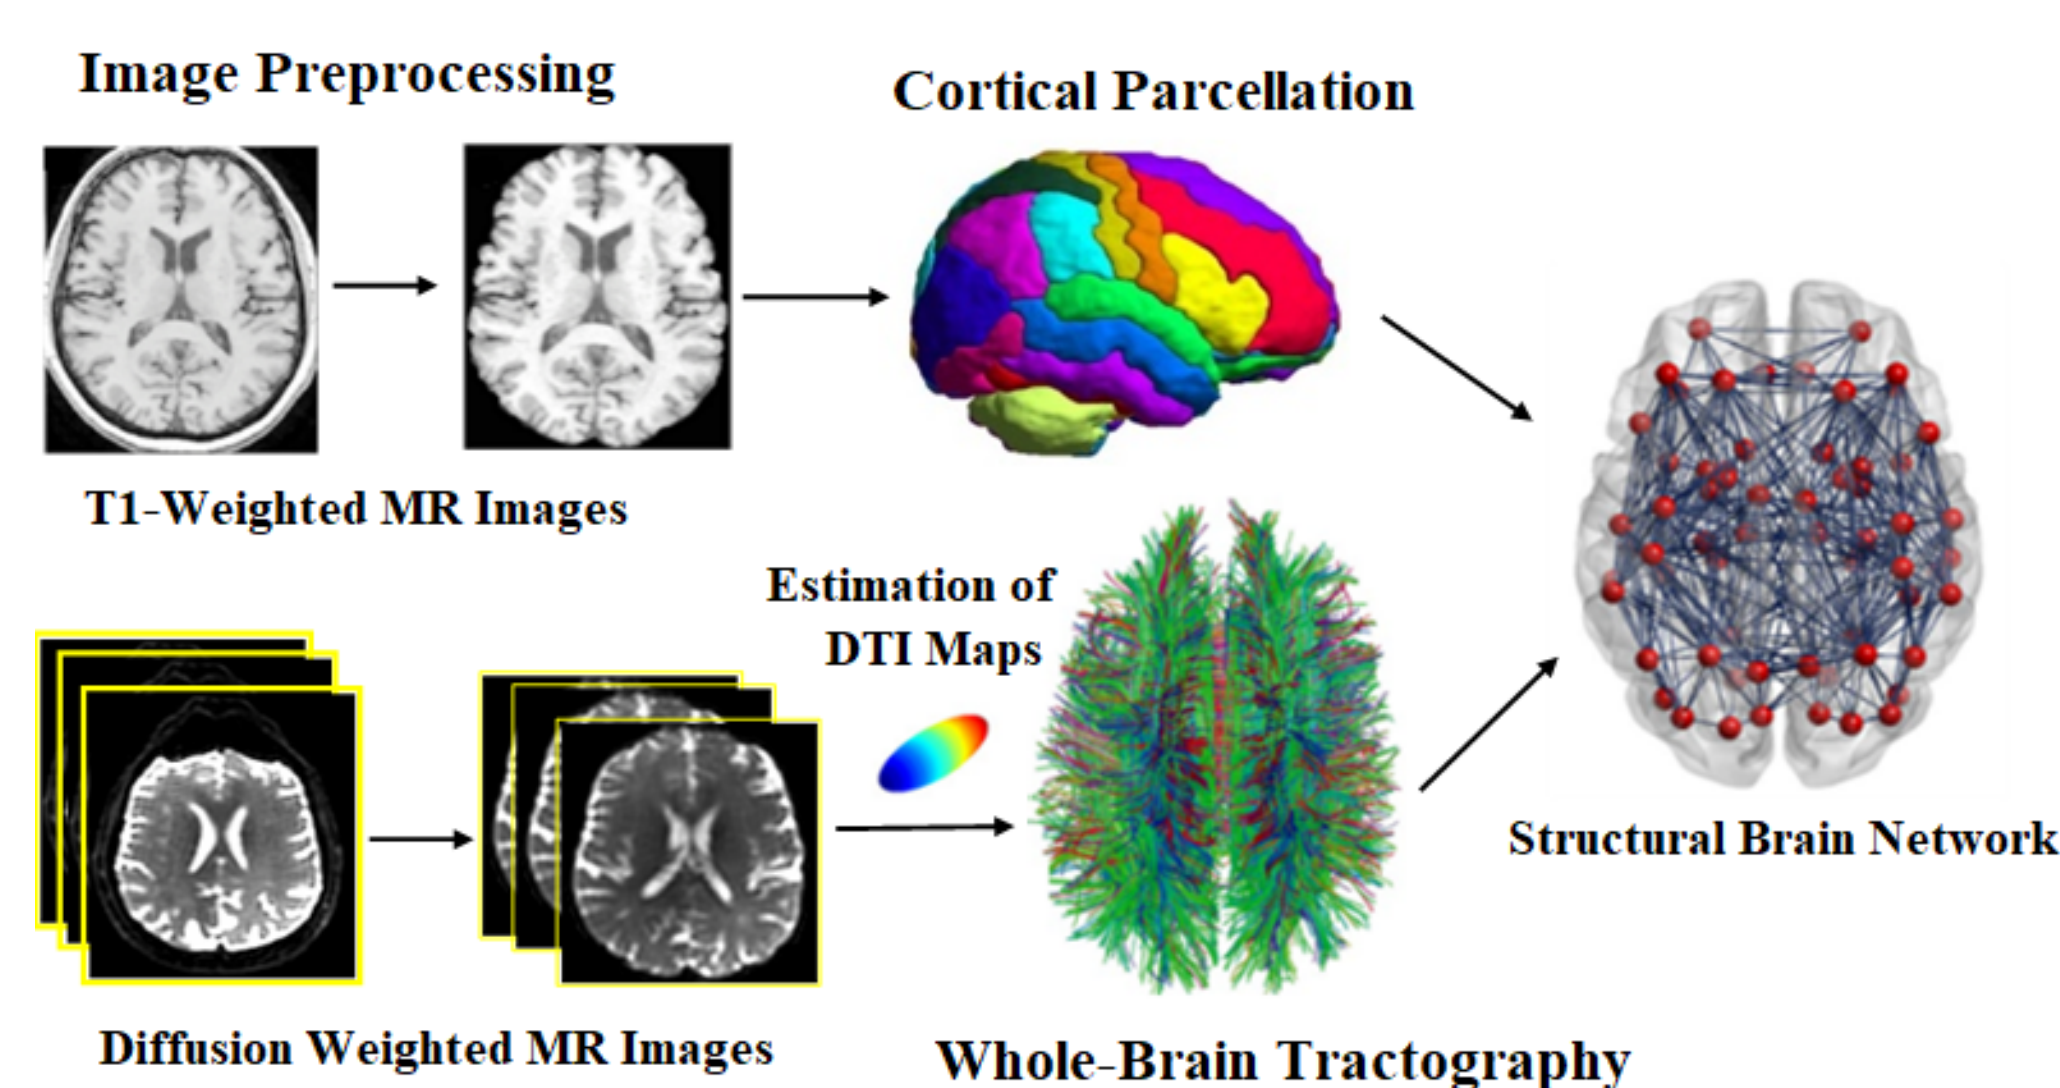 Image Preprocessing
Cortical Parcellation
T1-Weighted MR Images
Estimation of
DTI Maps
Structural Brain Network
Diffusion Weighted MR Images
Whole-Brain Tractography